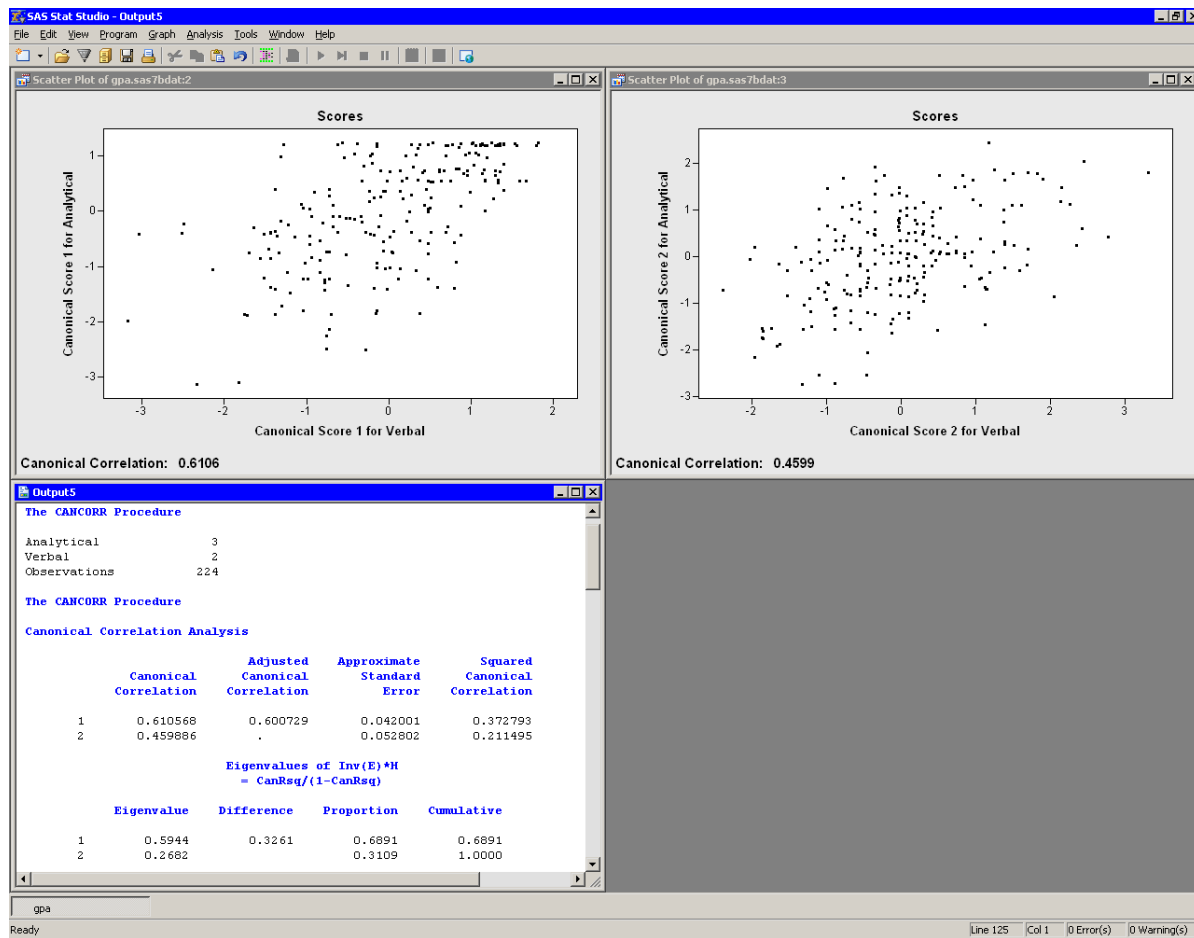 SAS Stat Studio - Output5
File Edit View Program Graph Analysis Tools Window Help
Scatter Plot of gpa.sas7bdat:2
Scores
Canonical Score 1 for Analytical
1
0
-1
-2
-3
-3 -2 -1 0 1 2
Canonical Score 1 for Verbal
Canonical Correlation: 0.6106
Scatter Plot of gpa.sas7bdat:3
Scores
Canonical Score 2 for Analytical
2
1
0
-1
-2
-3
-2 -1 0 1 2 3
Canonical Score 2 for Verbal
Canonical Correlation: 0.4599
Output5
The CANCORR Procedure
Analytical 3
Verbal 2
Observations 224
The CANCORR Procedure
Canonical Correlation Analysis
Adjusted Approximate Squared
Canonical Canonical Standard Canonical
Correlation Correlation Error Correlation
1 0.610568 0.600729 0.042001 0.372793
2 0.459886 . 0.052802 0.211495
Eigenvalues of Inv(E)*H
= CanRsq/(1-CanRsq)
Eigenvalue Difference Proportion Cumulative
1 0.5944 0.3261 0.6891 0.6891
2 0.2682 0.3109 1.0000
gpa
Ready Line 125 Col 1 0 Error(s) 0 Warning(s)